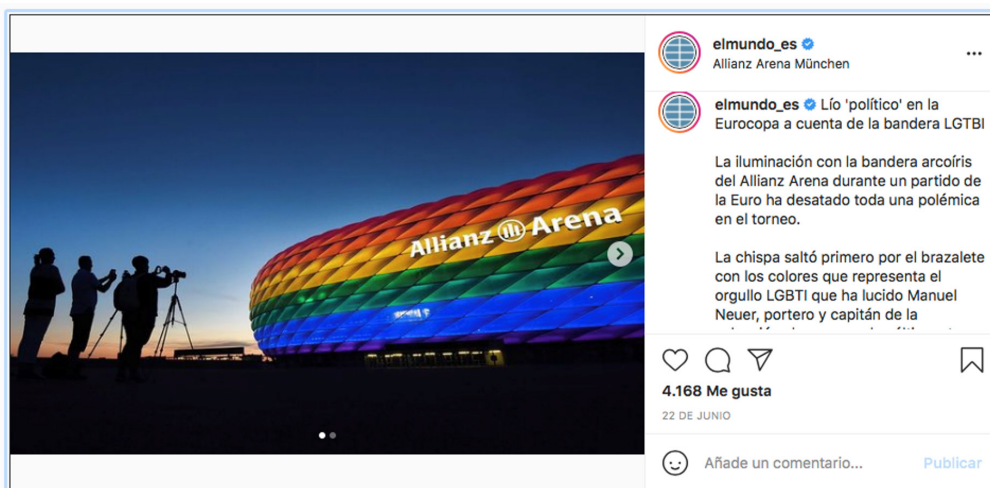 Allianz Arena
elmundo_es
Allianz Arena München
elmundo_es Lío 'político' en la
Eurocopa a cuenta de la bandera LGTBI
La iluminación con la bandera arcoíris
del Allianz Arena durante un partido de
la Euro ha desatado toda una polémica
en el torneo.
La chispa saltó primero por el brazalete
con los colores que representa el
orgullo LGBTI que ha lucido Manuel
Neuer, portero y capitán de la
4.168 Me gusta
22 DE JUNIO
Añade un comentario... Publicar